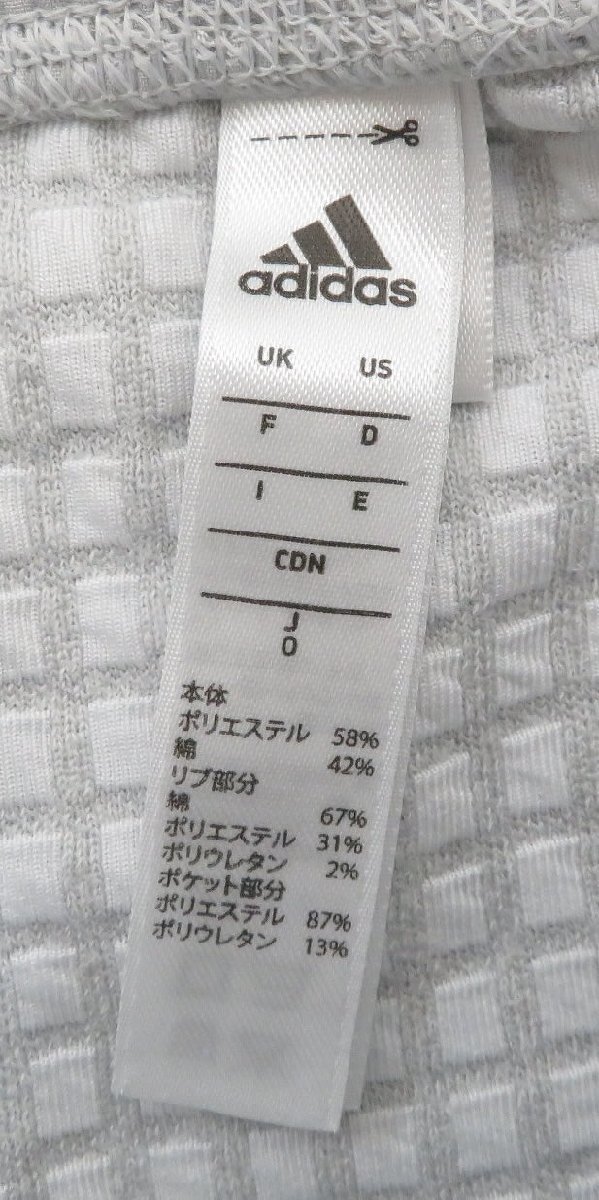 adidas
UK US
F D
I E
CDN
J
O
本体
ポリエステル 58%
綿 42%
リブ部分
綿 67%
ポリエステル 31%
ポリウレタン 2%
ポケット部分
ポリエステル 87%
ポリウレタン 13%